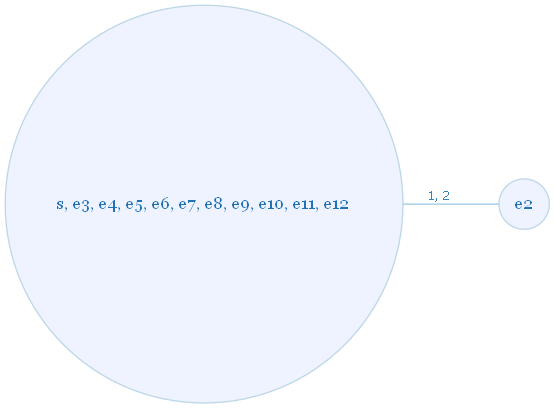 s, e3, e4, e5, e6, e7, e8, e9, e10, e11, e12
1, 2
e2